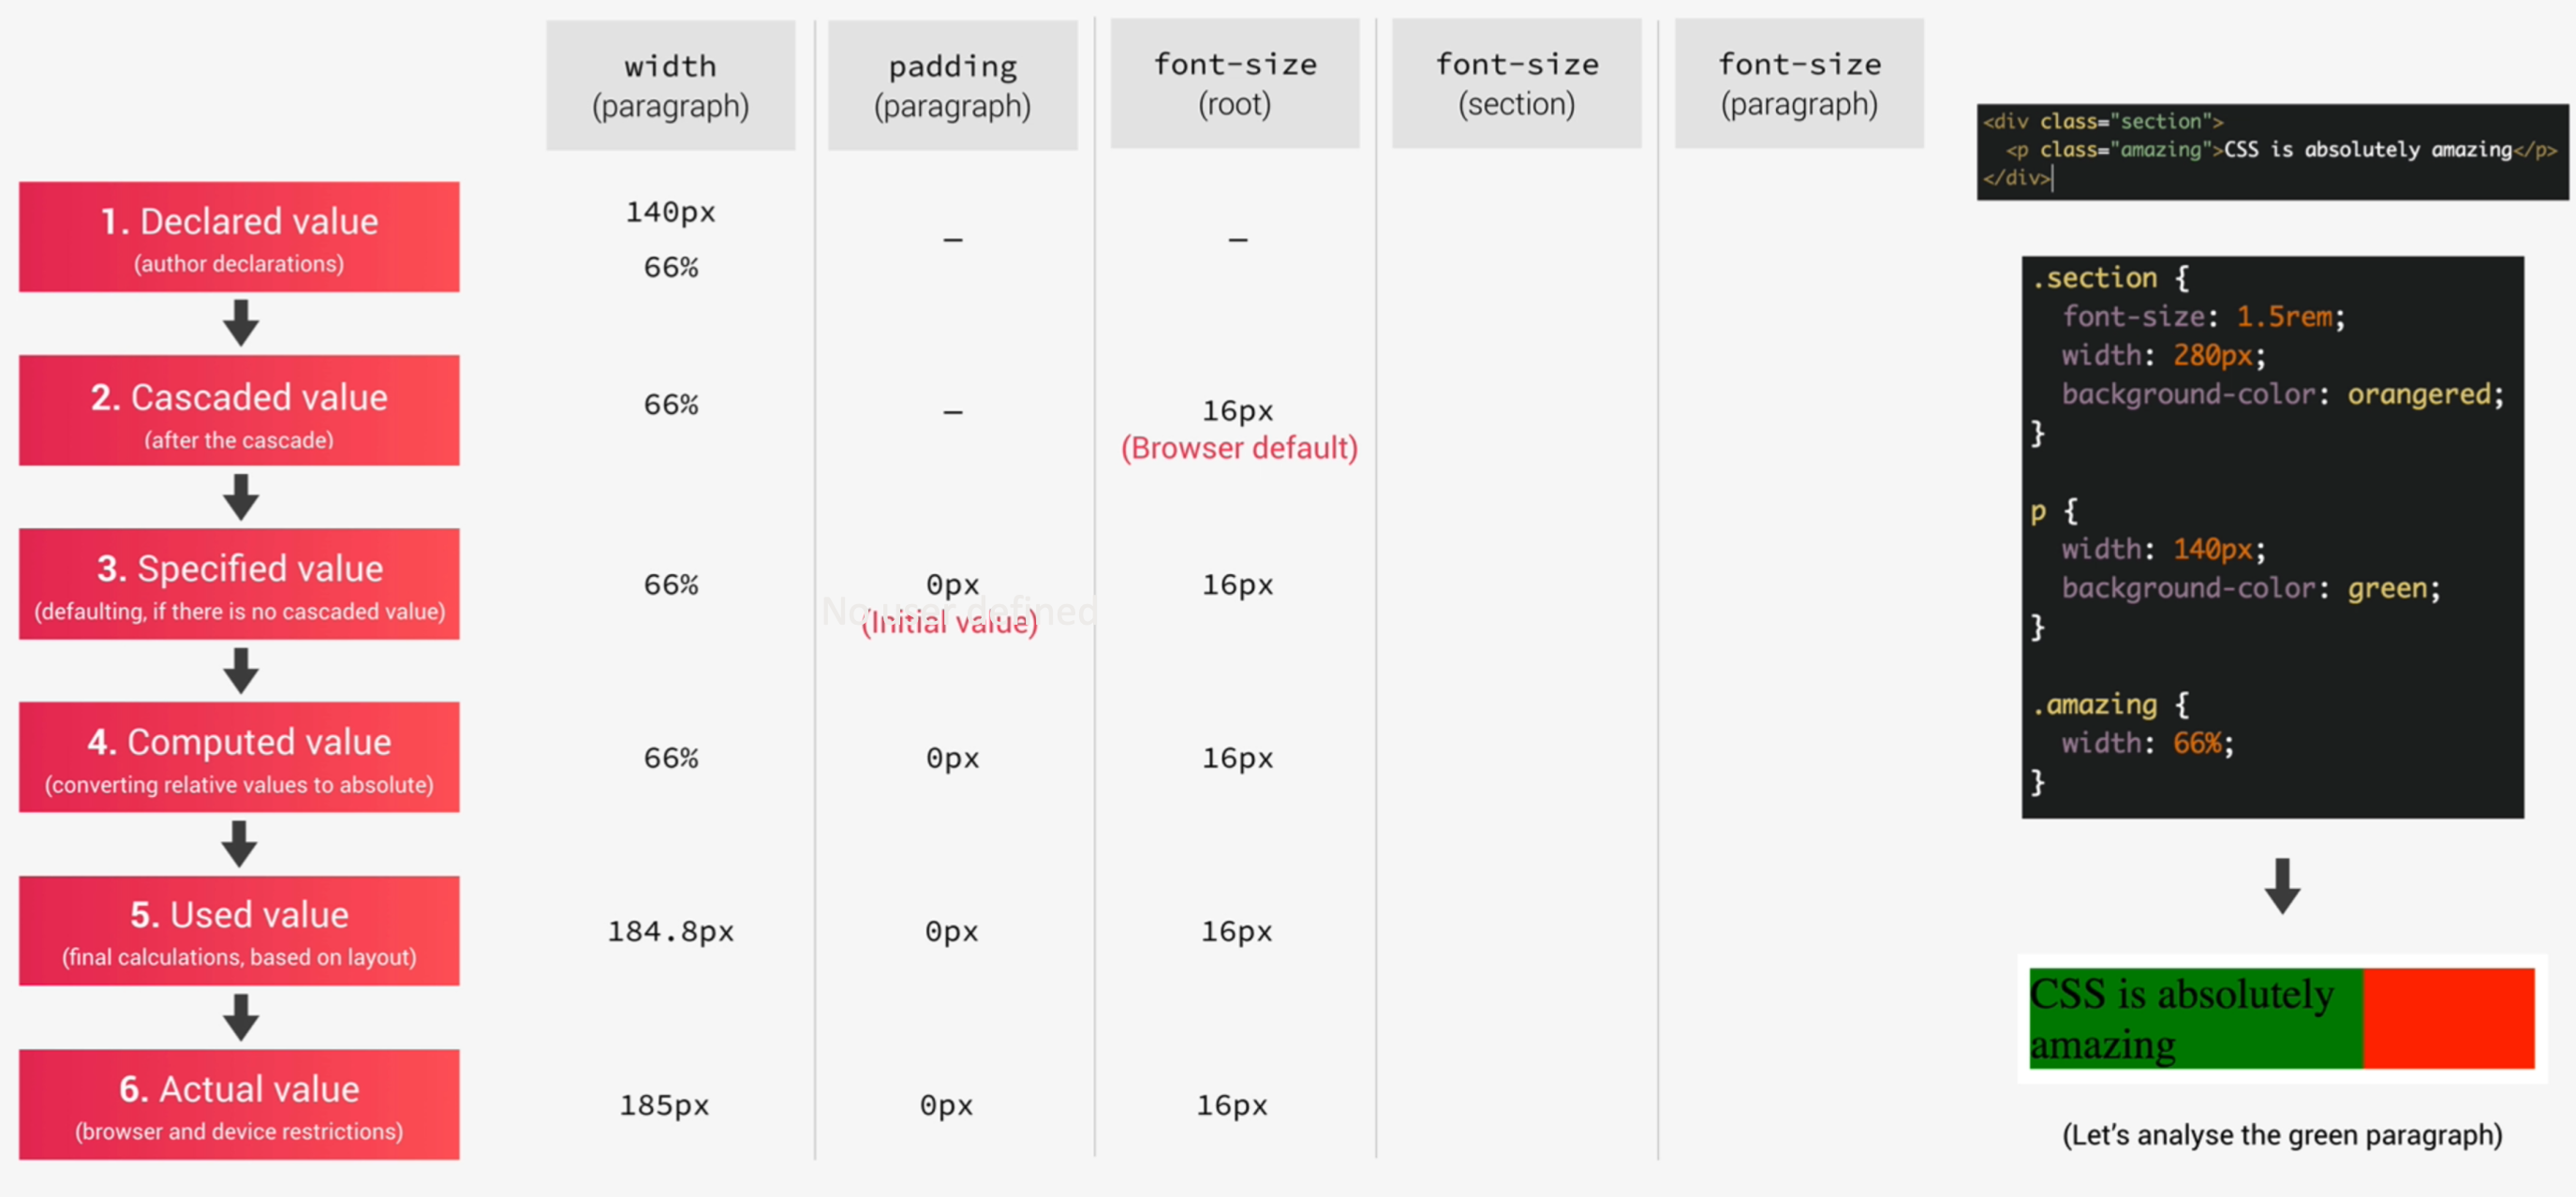 width
(paragraph)
padding
(paragraph)
font-size
(root)
font-size
(section)
font-size
(paragraph)
1. Declared value
(author declarations)
140px
66%
–
–
2. Cascaded value
(after the cascade)
66%
–
16px
(Browser default)
3. Specified value
(defaulting, if there is no cascaded value)
66%
0px
(Initial value)
No user defined
16px
4. Computed value
(converting relative values to absolute)
66%
0px
16px
5. Used value
(final calculations, based on layout)
184.8px
0px
16px
6. Actual value
(browser and device restrictions)
185px
0px
16px
<div class="section">
<p class="amazing">CSS is absolutely amazing</p>
</div>
.section {
font-size: 1.5rem;
width: 280px;
background-color: orangered;
}
p {
width: 140px;
background-color: green;
}
.amazing {
width: 66%;
}
CSS is absolutely
amazing
(Let's analyse the green paragraph)